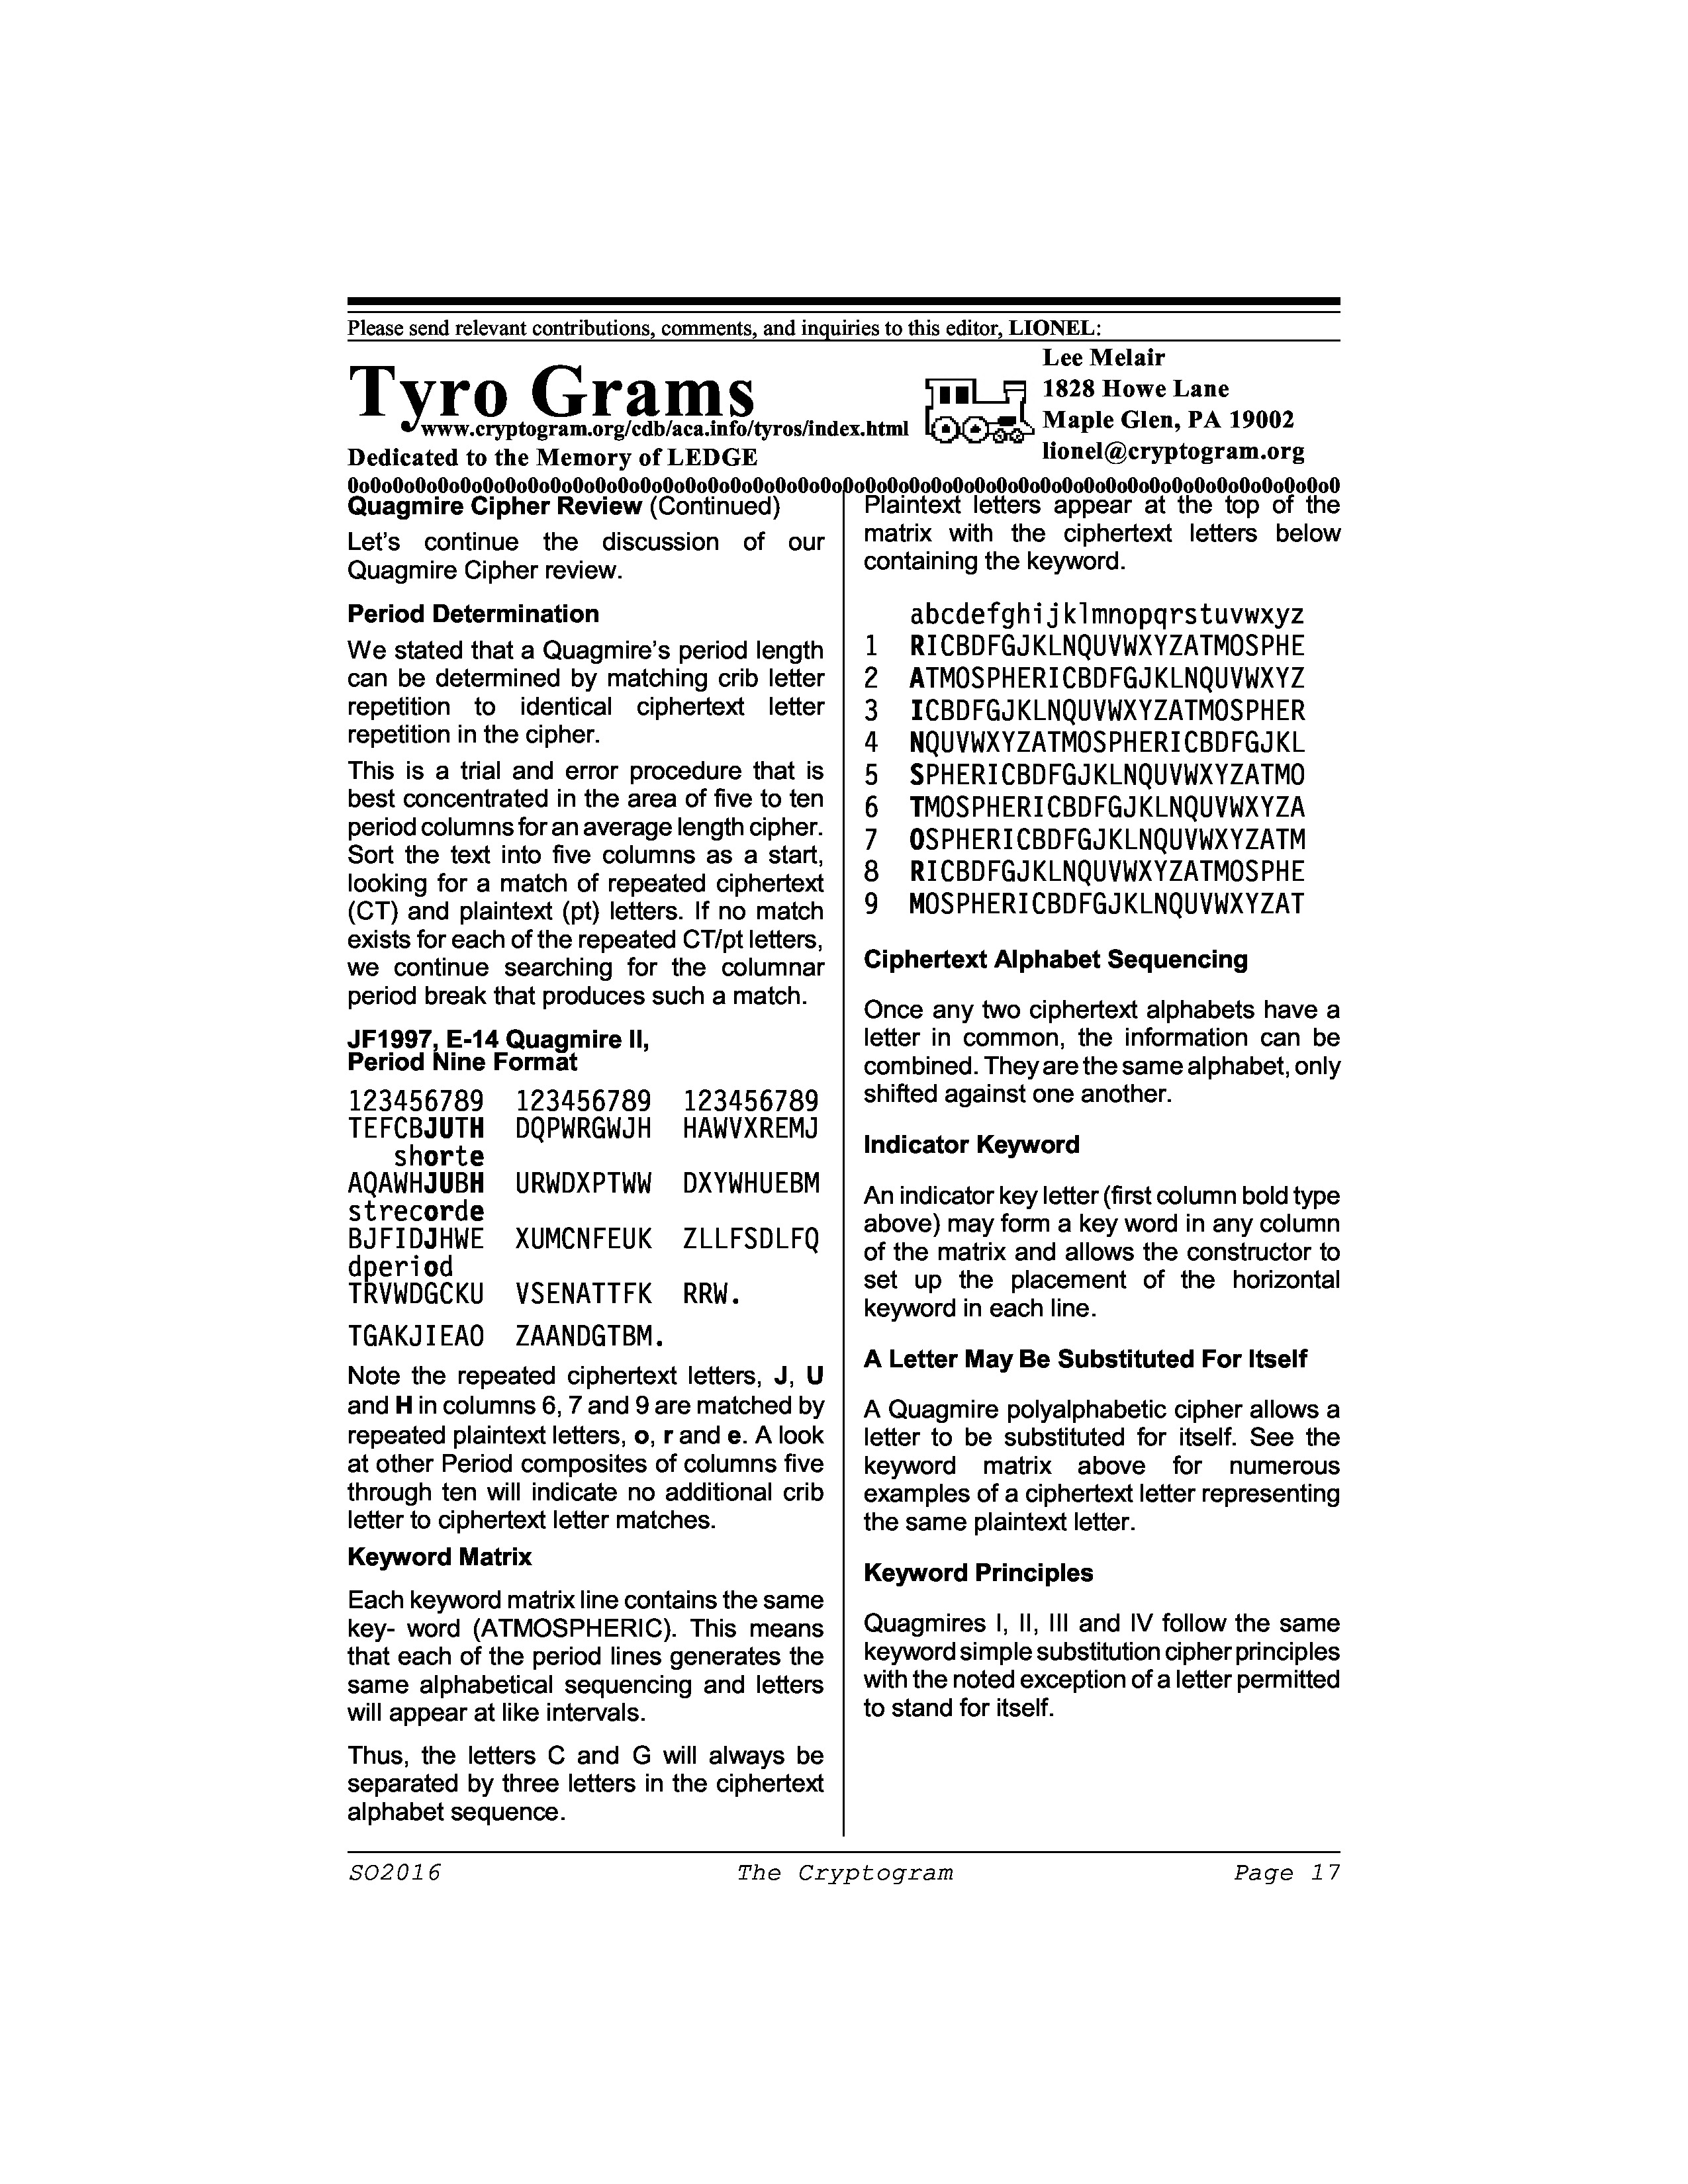 Please send relevant contributions, comments, and inquiries to this editor, LIONEL:
Tyro Grams
www.cryptogram.org/cdb/aca.info/tyros/index.html
Dedicated to the Memory of LEDGE
Lee Melair
1828 Howe Lane
Maple Glen, PA 19002
lionel@cryptogram.org
0o0o0o0o0o0o0o0o0o0o0o0o0o0o0o0o0o0o0o0o0o0o0o0o0o0o0o0o0o0o0o0o0o0o0o0o0o0o0o0o0o0o0o0o0o0
Quagmire Cipher Review (Continued)
Let's continue the discussion of our
Quagmire Cipher review.
Period Determination
We stated that a Quagmire's period length
can be determined by matching crib letter
repetition to identical ciphertext letter
repetition in the cipher.
This is a trial and error procedure that is
best concentrated in the area of five to ten
period columns for an average length cipher.
Sort the text into five columns as a start,
looking for a match of repeated ciphertext
(CT) and plaintext (pt) letters. If no match
exists for each of the repeated CT/pt letters,
we continue searching for the columnar
period break that produces such a match.
JF1997, E-14 Quagmire II,
Period Nine Format
123456789 123456789 123456789
TEFCBJUTH DQPWRGWJH HAWVXREMJ
shorte
AQAWHJUBH URWDXPTWW DXYWHUEBM
strecorde
BJFIDJHWE XUMCNFEUK ZLLFSDLFQ
dperiod
TRVWDGCKU VSENATTFK RRW.
TGAKJIEAO ZAANDGTBM.
Note the repeated ciphertext letters, J, U
and H in columns 6, 7 and 9 are matched by
repeated plaintext letters, o, r and e. A look
at other Period composites of columns five
through ten will indicate no additional crib
letter to ciphertext letter matches.
Keyword Matrix
Each keyword matrix line contains the same
key- word (ATMOSPHERIC). This means
that each of the period lines generates the
same alphabetical sequencing and letters
will appear at like intervals.
Thus, the letters C and G will always be
separated by three letters in the ciphertext
alphabet sequence.
Plaintext letters appear at the top of the
matrix with the ciphertext letters below
containing the keyword.
abcdefghijklmnopqrstuvwxyz
1 RICBDFGJKLNQUVWXYZATMOSPHE
2 ATMOSPHERICBDFGJKLNQUVWXYZ
3 ICBDFGJKLNQUVWXYZATMOSPHER
4 NQUVWXYZATMOSPHERICBDFGJKL
5 SPHERICBDFGJKLNQUVWXYZATMO
6 TMOSPHERICBDFGJKLNQUVWXYZA
7 OSPHERICBDFGJKLNQUVWXYZATM
8 RICBDFGJKLNQUVWXYZATMOSPHE
9 MOSPHERICBDFGJKLNQUVWXYZAT
Ciphertext Alphabet Sequencing
Once any two ciphertext alphabets have a
letter in common, the information can be
combined. They are the same alphabet, only
shifted against one another.
Indicator Keyword
An indicator key letter (first column bold type
above) may form a key word in any column
of the matrix and allows the constructor to
set up the placement of the horizontal
keyword in each line.
A Letter May Be Substituted For Itself
A Quagmire polyalphabetic cipher allows a
letter to be substituted for itself. See the
keyword matrix above for numerous
examples of a ciphertext letter representing
the same plaintext letter.
Keyword Principles
Quagmires I, II, III and IV follow the same
keyword simple substitution cipher principles
with the noted exception of a letter permitted
to stand for itself.
SO2016 The Cryptogram Page 17